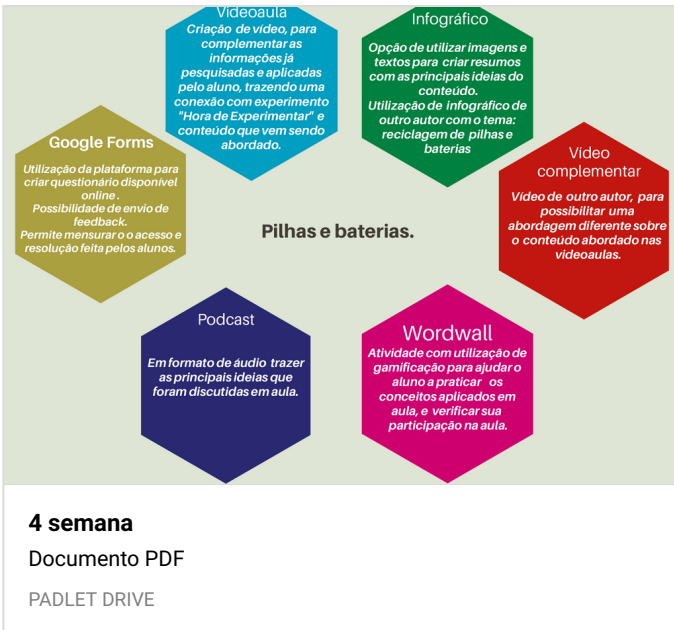 Videoaula
Criação de vídeo, para
complementar as
informações já
pesquisadas e aplicadas
pelo aluno, trazendo uma
conexão com experimento
"Hora de Experimentar" e
conteúdo que vem sendo
abordado.
Infográfico
Opção de utilizar imagens e
textos para criar resumos
com as principais ideias do
conteúdo.
Utilização de infográfico de
outro autor com o tema:
reciclagem de pilhas e
baterias
Google Forms
Utilização da plataforma para
criar questionário disponível
online .
Possibilidade de envio de
feedback.
Permite mensurar o o acesso e
resolução feita pelos alunos.
Vídeo
complementar
Vídeo de outro autor, para
possibilitar uma
abordagem diferente sobre
o conteúdo abordado nas
videoaulas.
Pilhas e baterias.
Podcast
Em formato de áudio trazer
as principais ideias que
foram discutidas em aula.
Wordwall
Atividade com utilização de
gamificação para ajudar o
aluno a praticar os
conceitos aplicados em
aula, e verificar sua
participação na aula.
4 semana
Documento PDF
PADLET DRIVE